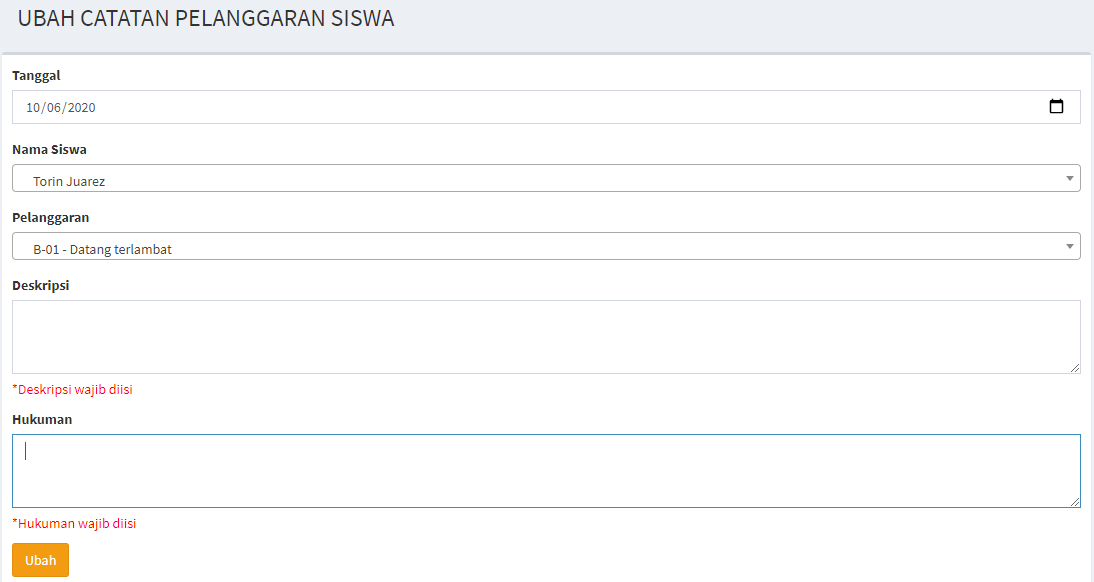 UBAH CATATAN PELANGGARAN SISWA
Tanggal
10/06/2020
Nama Siswa
Torin Juarez
Pelanggaran
B-01 - Datang terlambat
Deskripsi
*Deskripsi wajib diisi
Hukuman
*Hukuman wajib diisi
Ubah